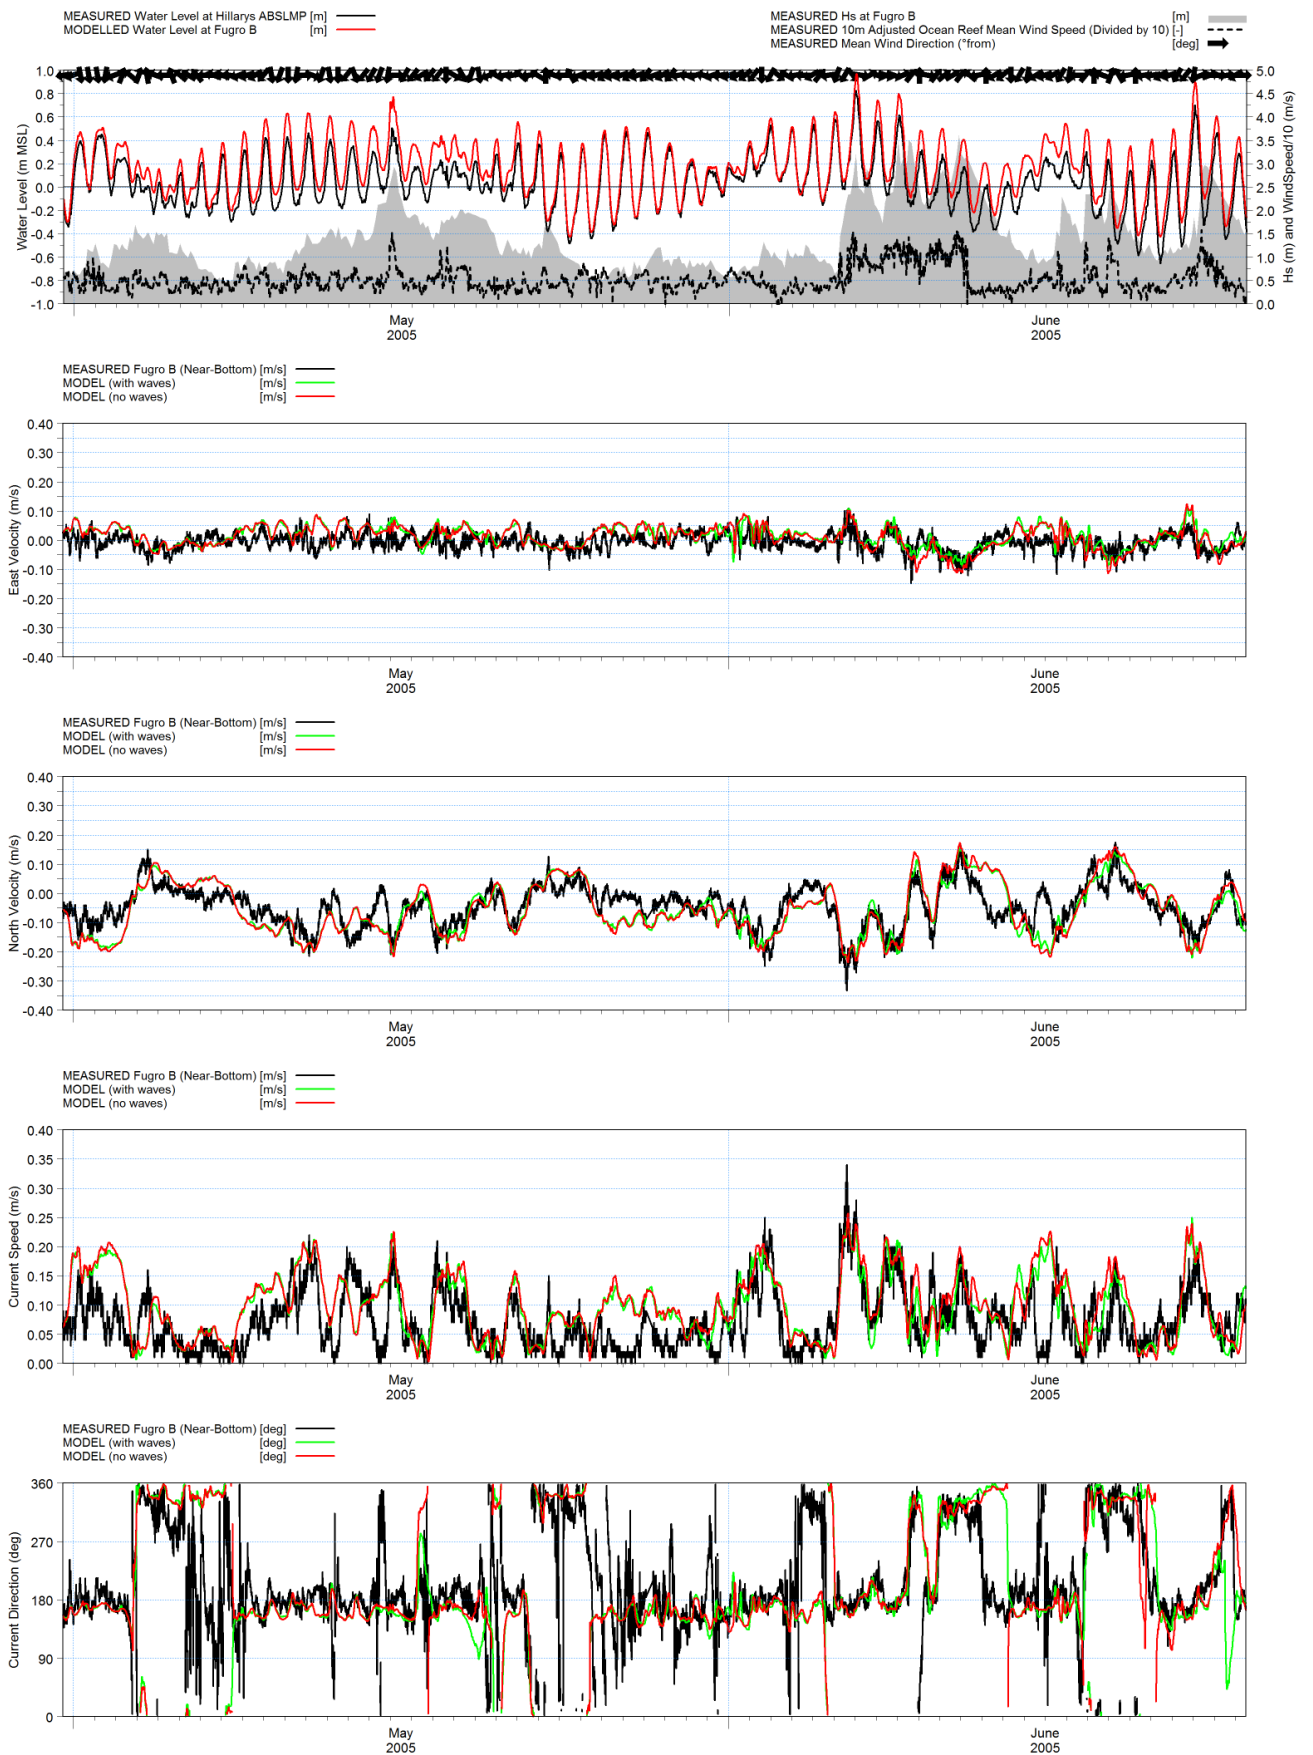 MEASURED Water Level at Hillarys ABSLMP [m]
MODELLED Water Level at Fugro B [m]
MEASURED Hs at Fugro B [m]
MEASURED 10m Adjusted Ocean Reef Mean Wind Speed (Divided by 10) [-]
MEASURED Mean Wind Direction (°from) [deg]
Water Level (m MSL)
1.0
0.8
0.6
0.4
0.2
0.0
-0.2
-0.4
-0.6
-0.8
-1.0
5.0
4.5
4.0
3.5
3.0
2.5
2.0
1.5
1.0
0.5
0.0
Hs (m) and WindSpeed/10 (m/s)
May
2005
June
2005
MEASURED Fugro B (Near-Bottom) [m/s]
MODEL (with waves) [m/s]
MODEL (no waves) [m/s]
East Velocity (m/s)
0.40
0.30
0.20
0.10
0.00
-0.10
-0.20
-0.30
-0.40
May
2005
June
2005
MEASURED Fugro B (Near-Bottom) [m/s]
MODEL (with waves) [m/s]
MODEL (no waves) [m/s]
North Velocity (m/s)
0.40
0.30
0.20
0.10
0.00
-0.10
-0.20
-0.30
-0.40
May
2005
June
2005
MEASURED Fugro B (Near-Bottom) [m/s]
MODEL (with waves) [m/s]
MODEL (no waves) [m/s]
Current Speed (m/s)
0.40
0.35
0.30
0.25
0.20
0.15
0.10
0.05
0.00
May
2005
June
2005
MEASURED Fugro B (Near-Bottom) [deg]
MODEL (with waves) [deg]
MODEL (no waves) [deg]
Current Direction (deg)
360
270
180
90
0
May
2005
June
2005